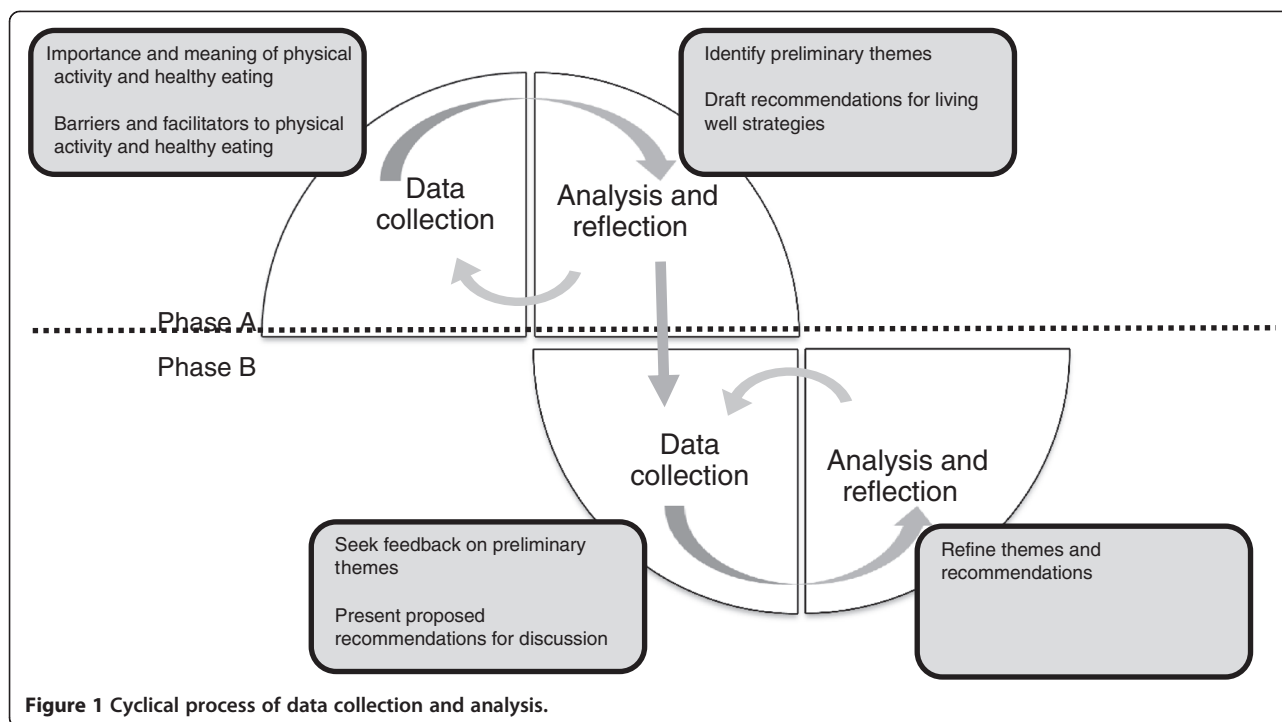 Importance and meaning of physical
activity and healthy eating
Barriers and facilitators to physical
activity and healthy eating
Identify preliminary themes
Draft recommendations for living
well strategies
Data
collection
Analysis and
reflection
Phase A
Phase B
Data
collection
Analysis and
reflection
Seek feedback on preliminary
themes
Present proposed
recommendations for discussion
Refine themes and
recommendations
Figure 1 Cyclical process of data collection and analysis.